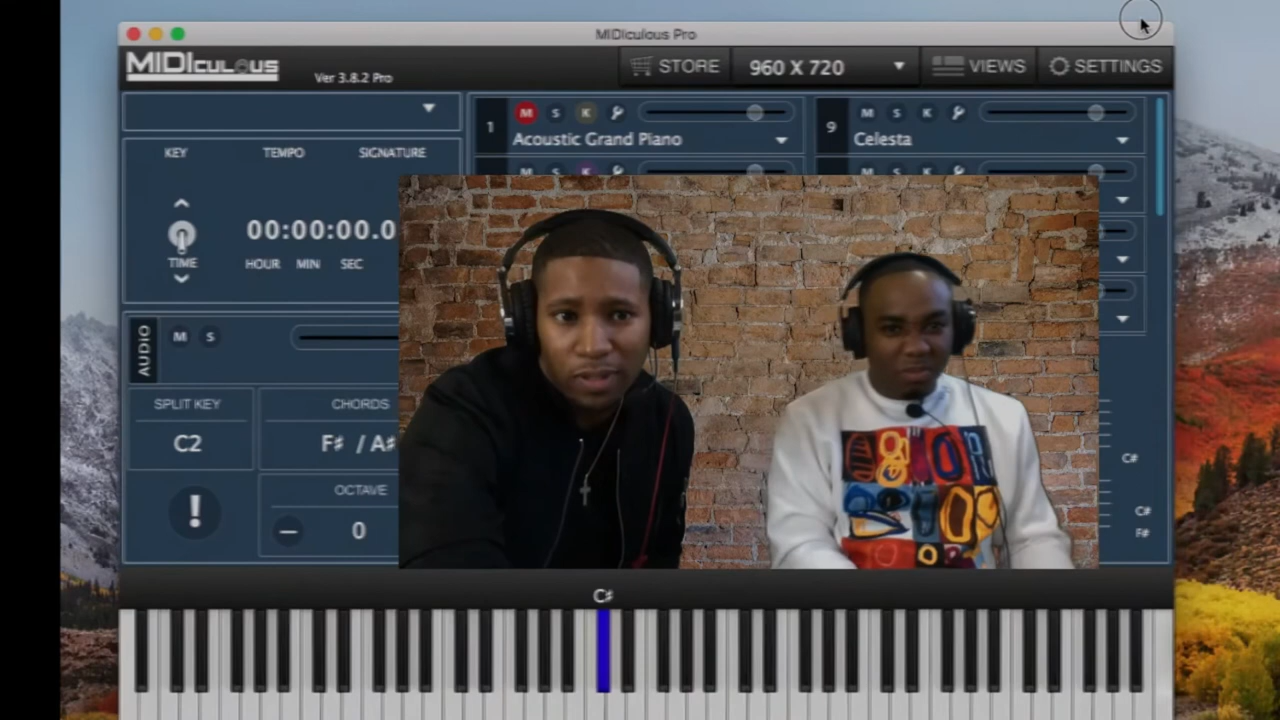 MIDIculous Pro
MIDIculous
Ver 3.8.2 Pro
STORE
960 X 720
VIEWS
SETTINGS
1
M S K
Acoustic Grand Piano
9
M S K
Celesta
KEY
TEMPO
SIGNATURE
M S K
M S K
00:00:00.0
TIME
HOUR MIN SEC
AUDIO
M S
SPLIT KEY
CHORDS
C2
F♯ / A♯
!
OCTAVE
0
C♯
C♯
F♯
C♯